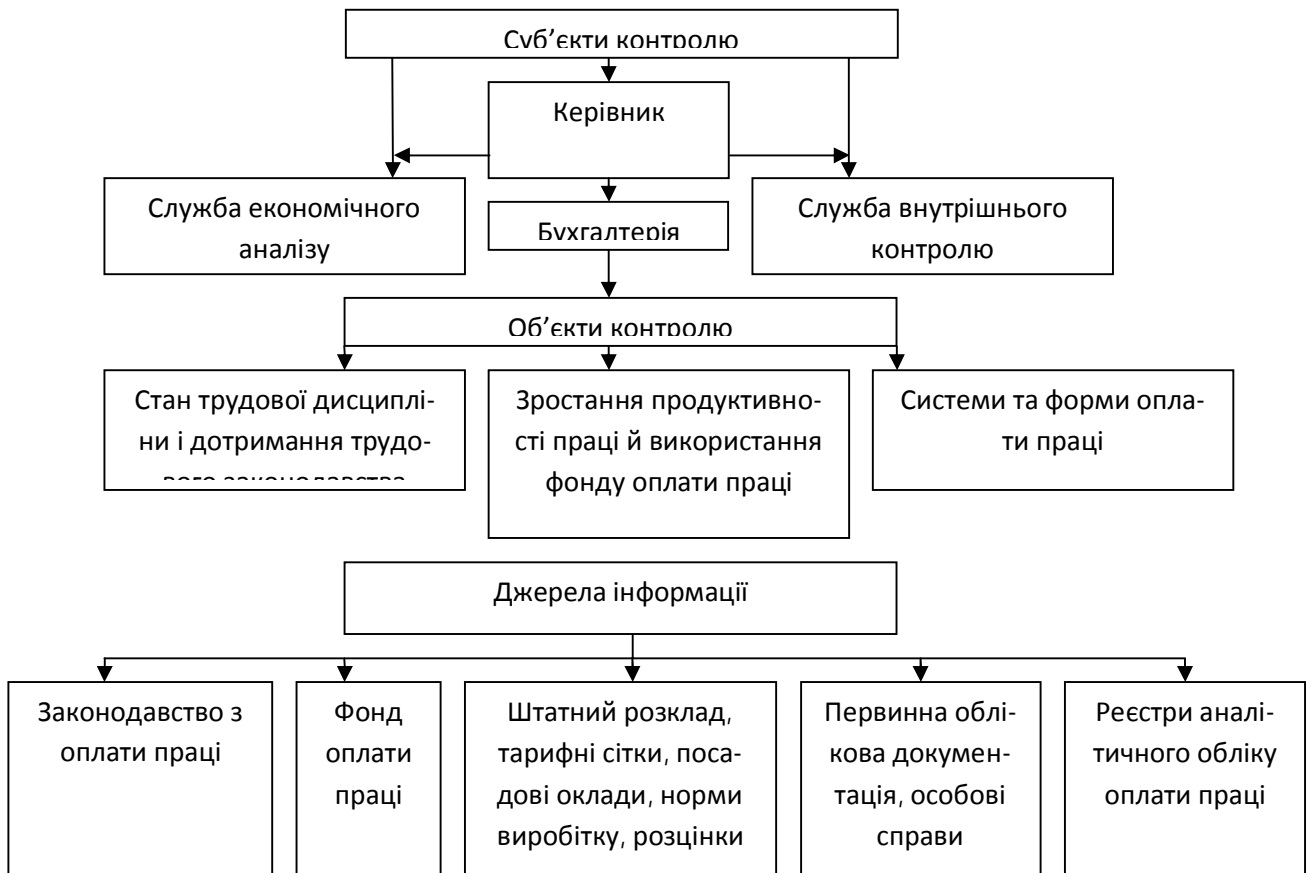 Суб’єкти контролю
Керівник
Служба економічного
аналізу
Бухгалтерія
Служба внутрішнього
контролю
Об’єкти контролю
Стан трудової дисциплі-
ни і дотримання трудо-
вого законодавства
Зростання продуктивно-
сті праці й використання
фонду оплати праці
Системи та форми опла-
ти праці
Джерела інформації
Законодавство з
оплати праці
Фонд
оплати
праці
Штатний розклад,
тарифні сітки, поса-
дові оклади, норми
виробітку, розцінки
Первинна облі-
кова докумен-
тація, особові
справи
Реєстри аналі-
тичного обліку
оплати праці